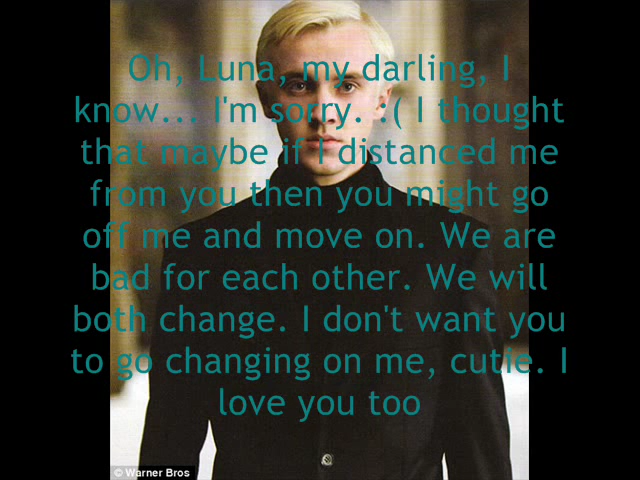 Oh, Luna, my darling, I
know... I'm sorry. :( I thought
that maybe if I distanced me
from you then you might go
off me and move on. We are
bad for each other. We will
both change. I don't want you
to go changing on me, cutie. I
love you too
© Warner Bros